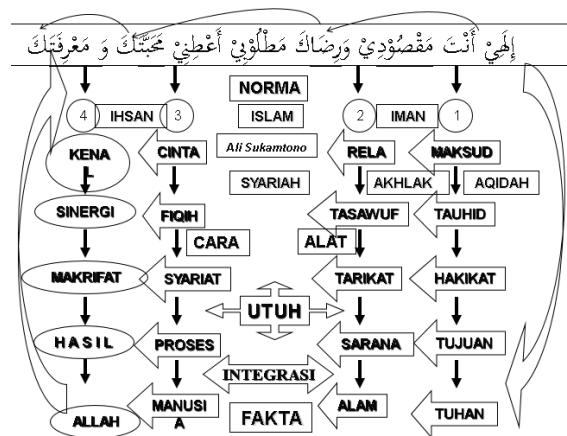 إِلَهِيْ أَنْتَ مَقْصُوْدِيْ وَرِضَاكَ مَطْلُوْبِيْ أَعْطِنِيْ مَحَبَّتَكَ وَ مَعْرِفَتَكَ
NORMA
4 IHSAN 3 ISLAM 2 IMAN 1
KENA
L
CINTA
Ali Sukamtono
RELA
MAKSUD
SYARIAH
AKHLAK
AQIDAH
SINERGI
FIQIH
TASAWUF
TAUHID
CARA
ALAT
MAKRIFAT
SYARIAT
TARIKAT
HAKIKAT
UTUH
H A S I L
PROSES
SARANA
TUJUAN
INTEGRASI
ALLAH
MANUSI
A
FAKTA
ALAM
TUHAN